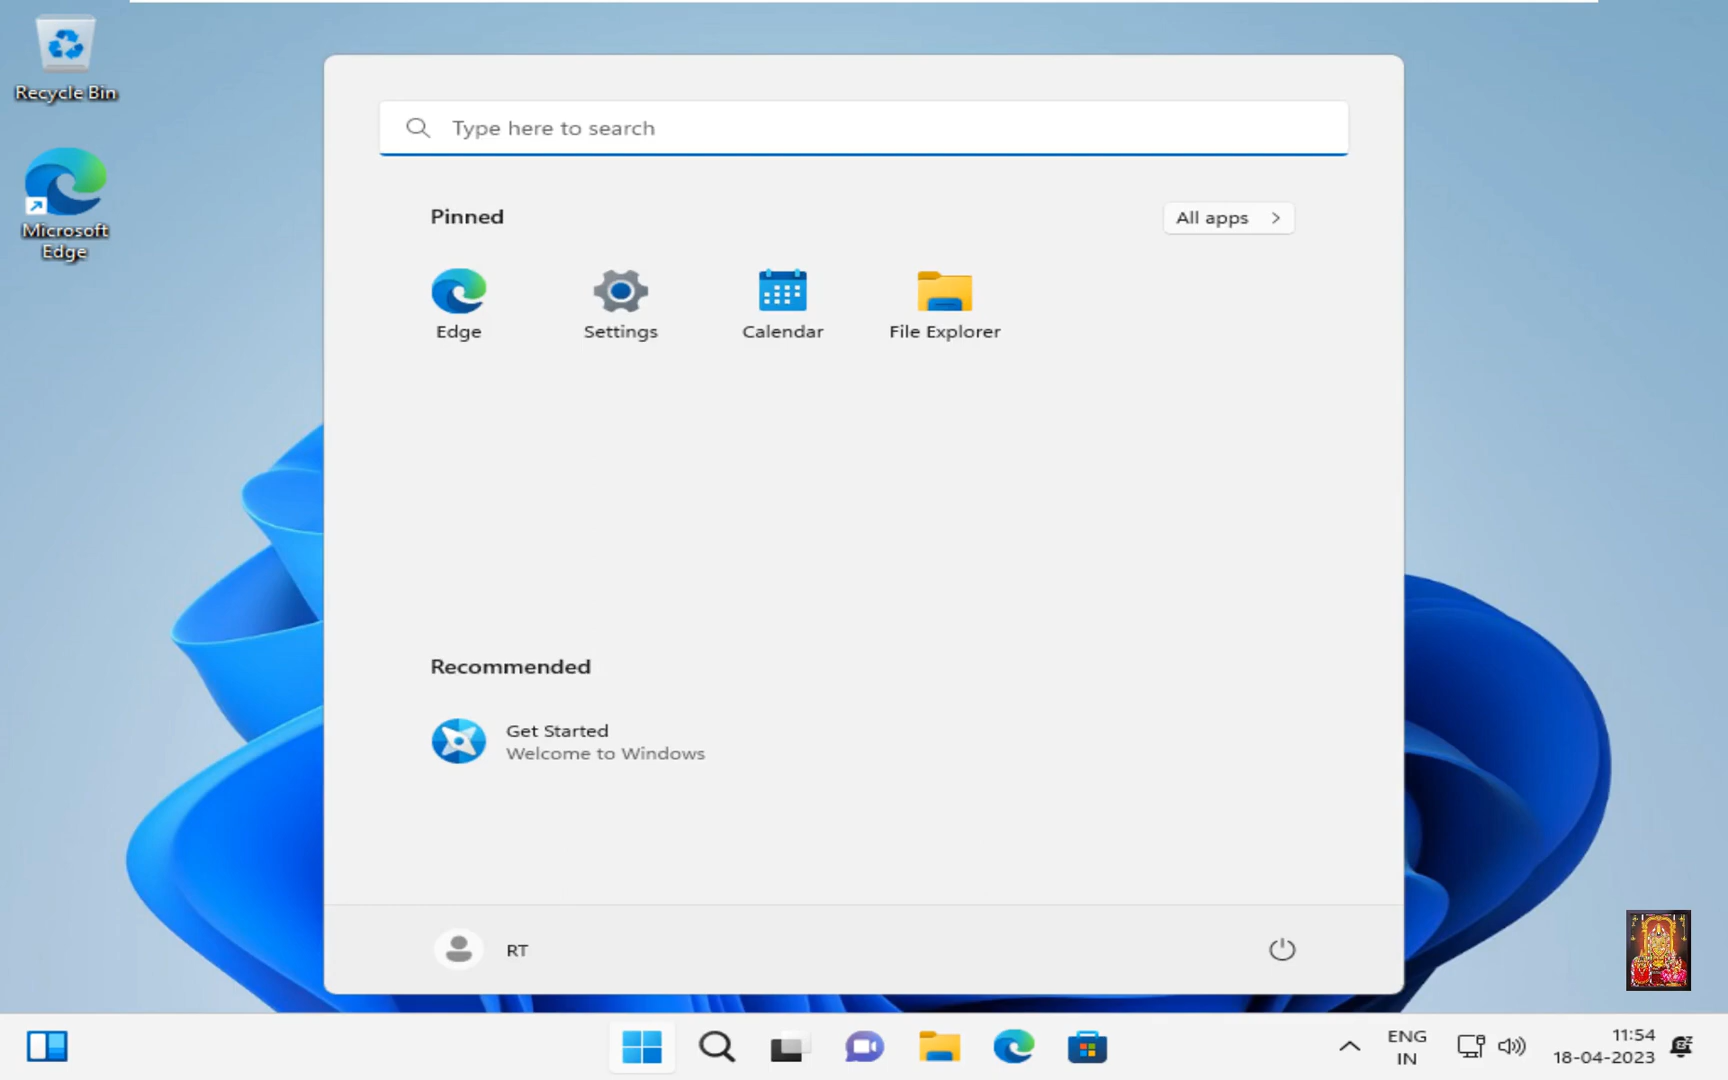 Recycle Bin
Microsoft
Edge
Type here to search
Pinned
All apps
Edge
Settings
Calendar
File Explorer
Recommended
Get Started
Welcome to Windows
RT
ENG
IN
11:54
18-04-2023